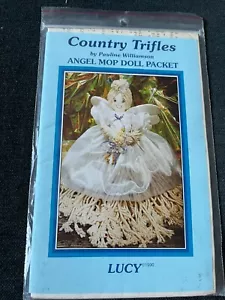 Country Trifles
by Pauline Williamson
ANGEL MOP DOLL PACKET
LUCY